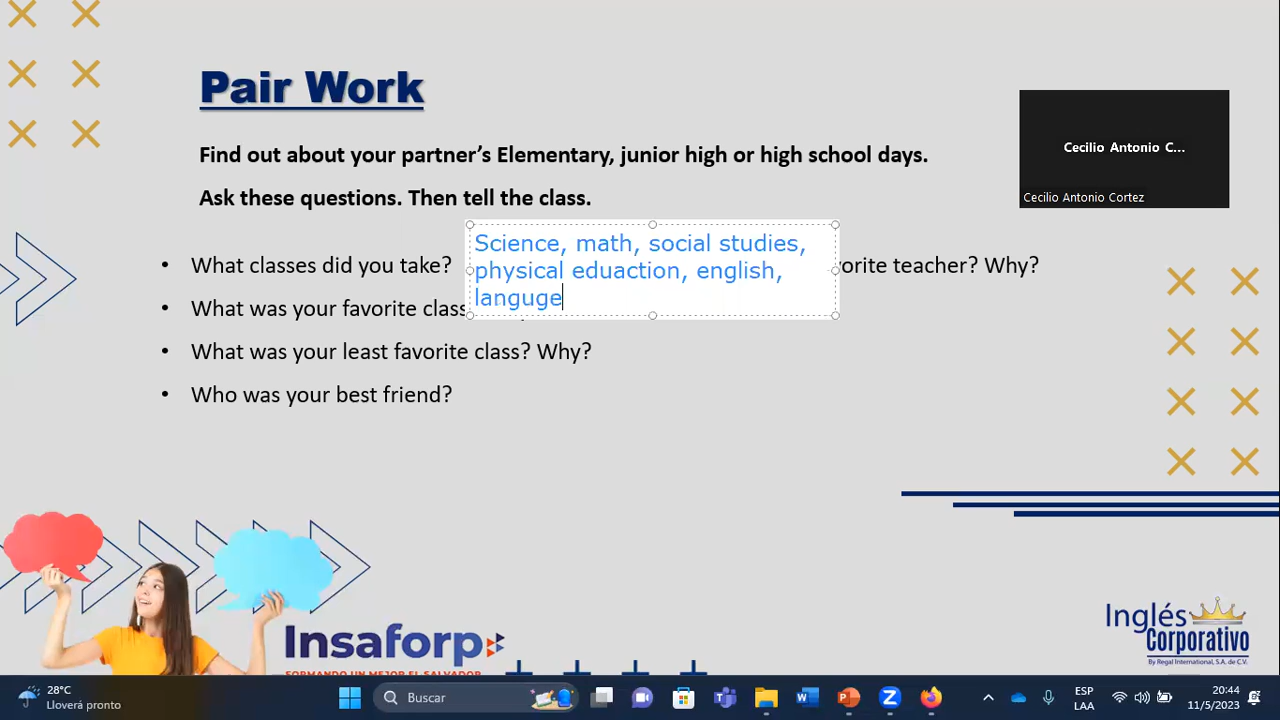 Pair Work
Find out about your partner's Elementary, junior high or high school days.
Ask these questions. Then tell the class.
Cecilio Antonio C...
Cecilio Antonio Cortez
Science, math, social studies,
physical eduaction, english,
languge
• What classes did you take?
orite teacher? Why?
• What was your favorite class
• What was your least favorite class? Why?
• Who was your best friend?
Insaforp
FORMANDO UN MEJOR EL SALVADOR
Inglés
Corporativo
By Regal International, S.A. de C.V.
28°C
Lloverá pronto
Buscar
ESP
LAA
20:44
11/5/2023